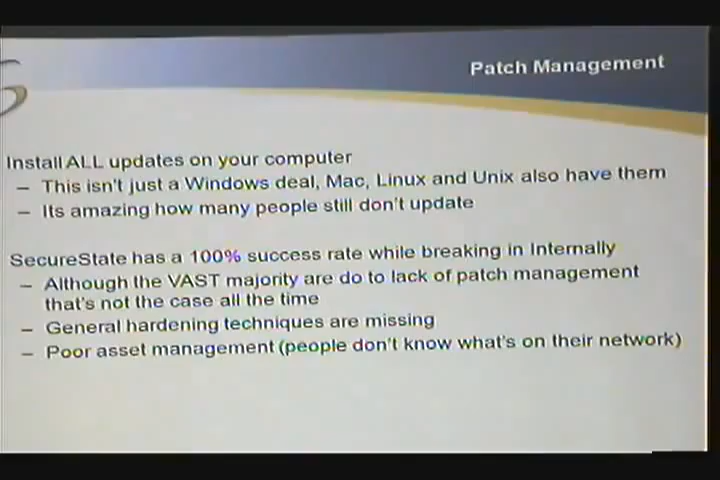 Patch Management
Install ALL updates on your computer
– This isn't just a Windows deal, Mac, Linux and Unix also have them
– Its amazing how many people still don't update
SecureState has a 100% success rate while breaking in Internally
– Although the VAST majority are do to lack of patch management
that's not the case all the time
– General hardening techniques are missing
– Poor asset management (people don't know what's on their network)